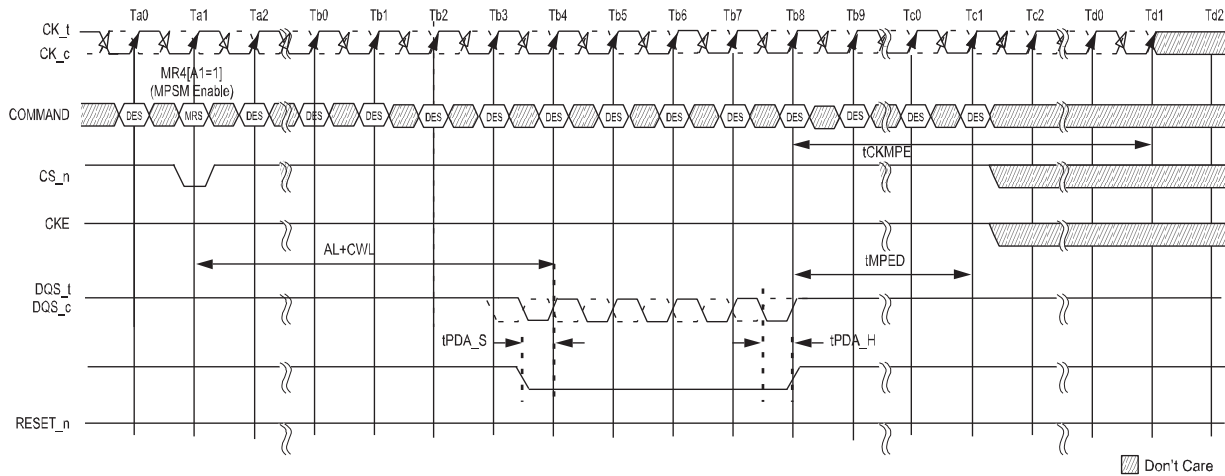 Ta0 Ta1 Ta2 Tb0 Tb1 Tb2 Tb3 Tb4 Tb5 Tb6 Tb7 Tb8 Tb9 Tc0 Tc1 Tc2 Td0 Td1 Td2
CK_t
CK_c
MR4[A1=1]
(MPSM Enable)
COMMAND DES MRS DES DES DES DES DES DES DES DES DES DES DES DES DES
tCKMPE
CS_n
CKE
AL+CWL
tMPED
DQS_t
DQS_c
tPDA_S tPDA_H
RESET_n
Don't Care